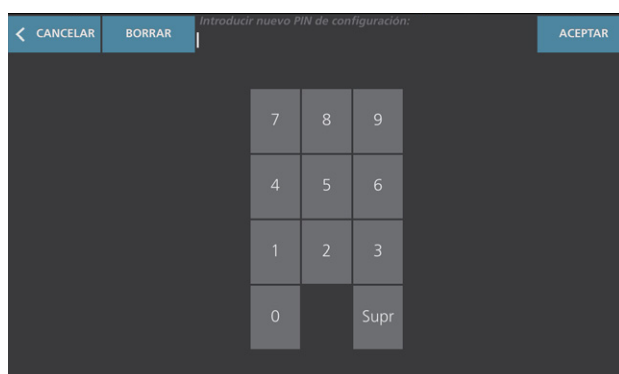 Introducir nuevo PIN de configuración:
CANCELAR BORRAR ACEPTAR
7 8 9
4 5 6
1 2 3
0 Supr